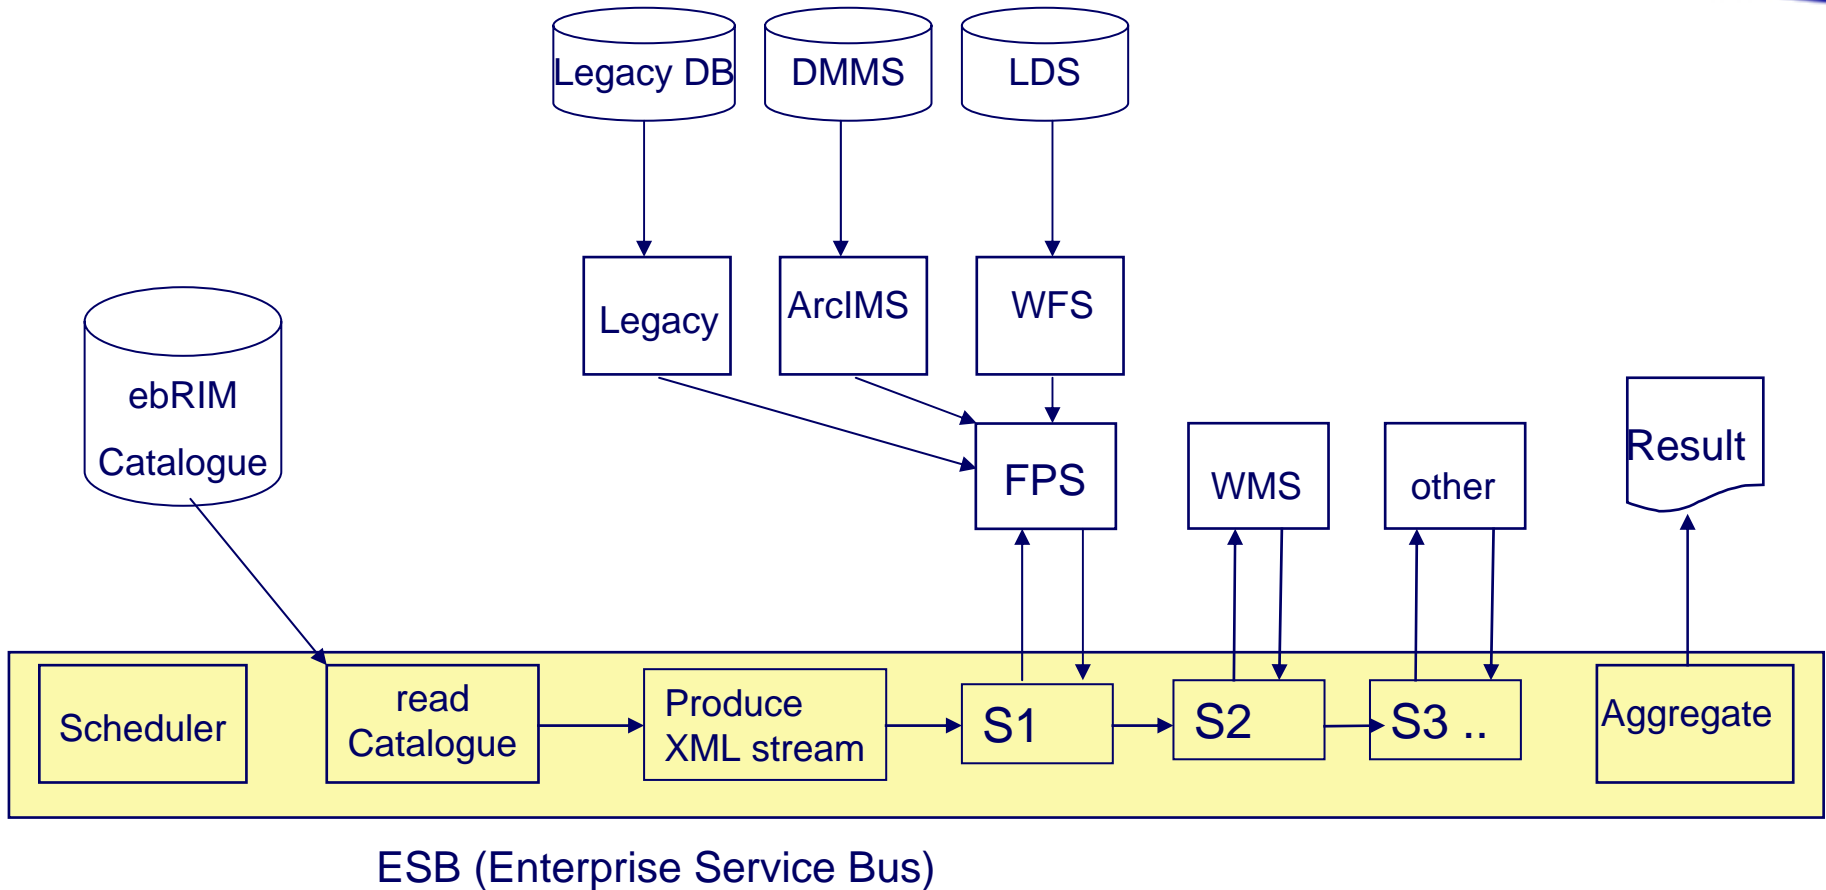 Legacy DB
DMMS
LDS
Legacy
ArcIMS
WFS
ebRIM
Catalogue
FPS
WMS
other
Result
Scheduler
read
Catalogue
Produce
XML stream
S1
S2
S3 ..
Aggregate
ESB (Enterprise Service Bus)